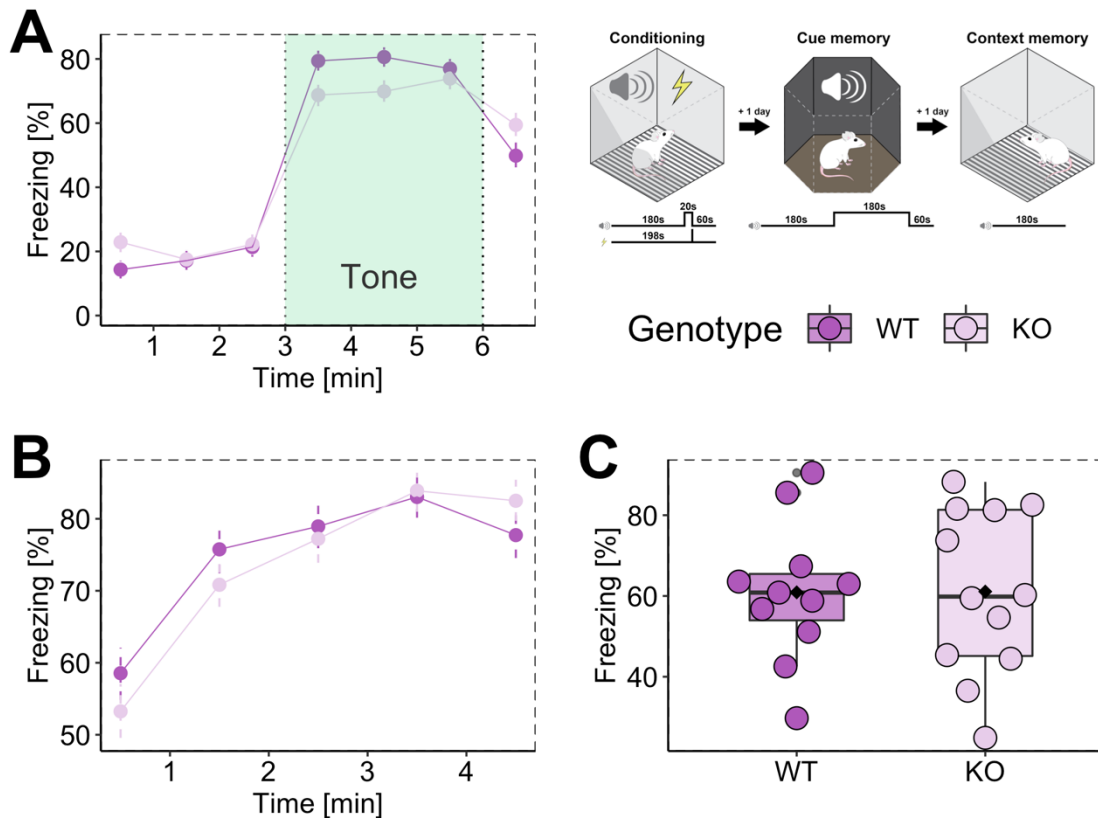 A
Freezing [%]
80
60
40
20
0
Tone
1 2 3 4 5 6
Time [min]
Conditioning Cue memory Context memory
+ 1 day + 1 day
20s
180s 60s
198s
180s
180s 60s
180s
Genotype WT KO
B
Freezing [%]
80
70
60
50
1 2 3 4
Time [min]
C
Freezing [%]
80
60
40
WT KO